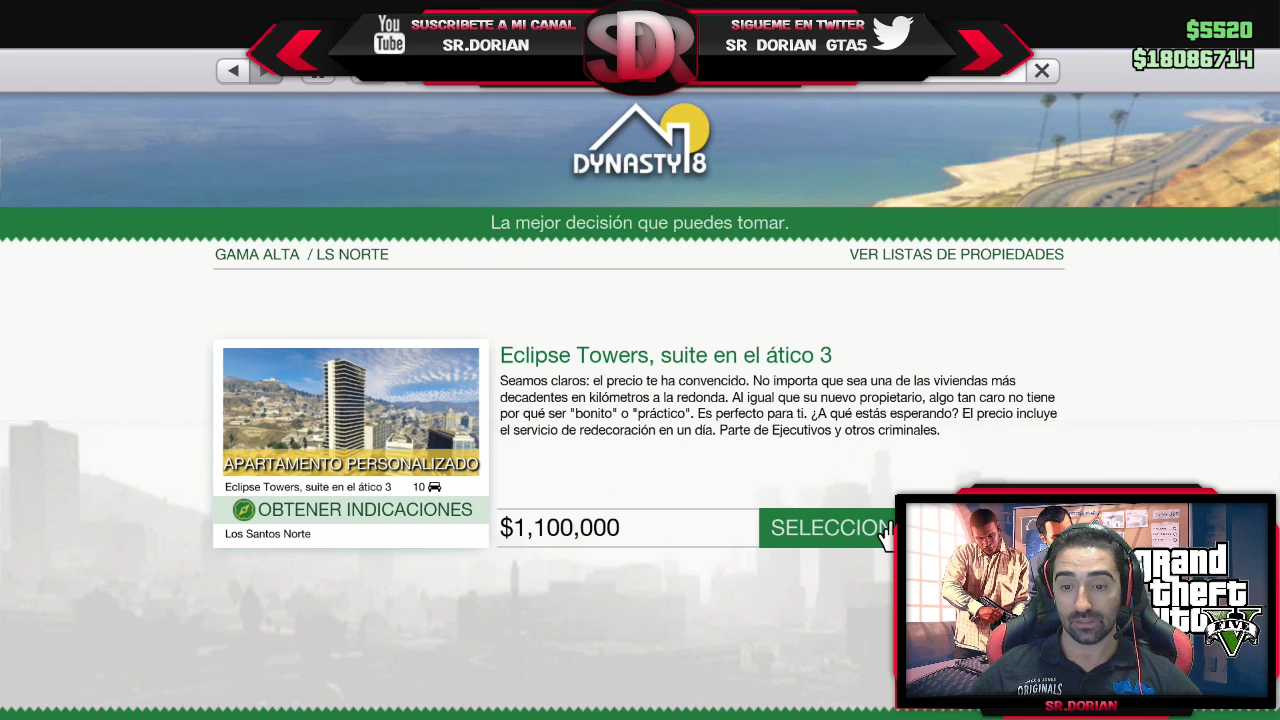 You
Tube
SUSCRIBETE A MI CANAL
SR.DORIAN
SDR
SIGUEME EN TWITER
SR DORIAN GTA5
$5520
$18086714
DYNASTY8
La mejor decisión que puedes tomar.
GAMA ALTA / LS NORTE
VER LISTAS DE PROPIEDADES
APARTAMENTO PERSONALIZADO
Eclipse Towers, suite en el ático 3 10
OBTENER INDICACIONES
Los Santos Norte
Eclipse Towers, suite en el ático 3
Seamos claros: el precio te ha convencido. No importa que sea una de las viviendas más
decadentes en kilómetros a la redonda. Al igual que su nuevo propietario, algo tan caro no tiene
por qué ser "bonito" o "práctico". Es perfecto para ti. ¿A qué estás esperando? El precio incluye
el servicio de redecoración en un día. Parte de Ejecutivos y otros criminales.
$1,100,000
SELECCION
grand
theft
FIVE
JACK & JONES
ORIGINALS
SR.DORIAN